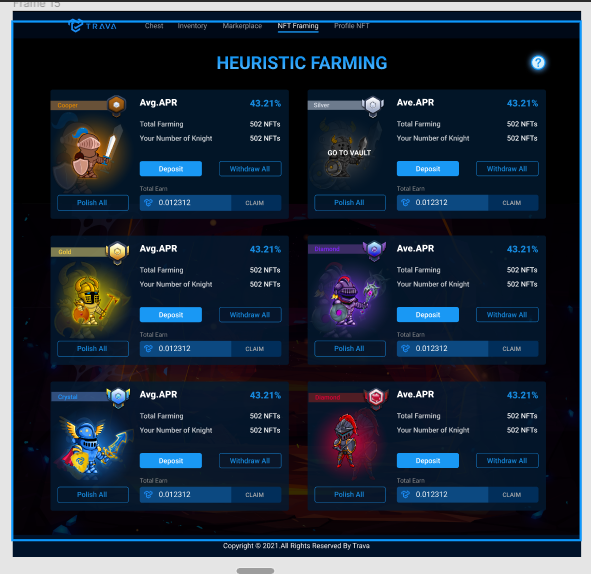 Frame 15
TRAVA Chest Inventory Markerplace NFT Framing Profile NFT
HEURISTIC FARMING
?
Cooper
Avg.APR 43.21%
Total Farming 502 NFTs
Your Number of Knight 502 NFTs
Deposit Withdraw All
Total Earn
Polish All 0.012312 CLAIM
Silver
GO TO VAULT
Ave.APR 43.21%
Total Farming 502 NFTs
Your Number of Knight 502 NFTs
Deposit Withdraw All
Total Earn
Polish All 0.012312 CLAIM
Gold
Avg.APR 43.21%
Total Farming 502 NFTs
Your Number of Knight 502 NFTs
Deposit Withdraw All
Total Earn
Polish All 0.012312 CLAIM
Diamond
Ave.APR 43.21%
Total Farming 502 NFTs
Your Number of Knight 502 NFTs
Deposit Withdraw All
Total Earn
Polish All 0.012312 CLAIM
Crystal
Avg.APR 43.21%
Total Farming 502 NFTs
Your Number of Knight 502 NFTs
Deposit Withdraw All
Total Earn
Polish All 0.012312 CLAIM
Diamond
Ave.APR 43.21%
Total Farming 502 NFTs
Your Number of Knight 502 NFTs
Deposit Withdraw All
Total Earn
Polish All 0.012312 CLAIM
Copyright © 2021.All Rights Reserved By Trava